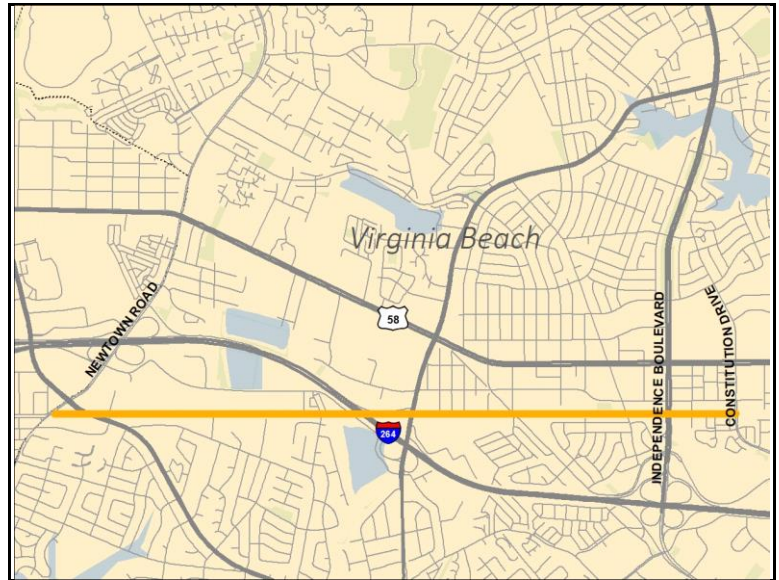 Virginia Beach
NEWTOWN ROAD
58
INDEPENDENCE BOULEVARD
CONSTITUTION DRIVE
264